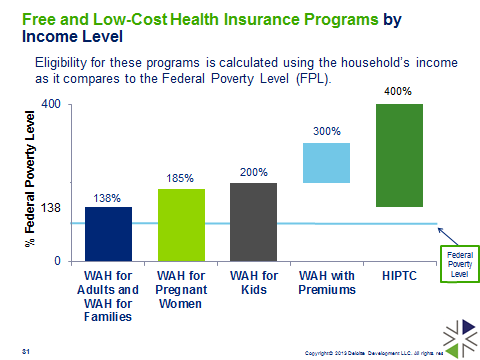 Free and Low-Cost Health Insurance Programs by
Income Level
Eligibility for these programs is calculated using the household's income
as it compares to the Federal Poverty Level (FPL).
% Federal Poverty Level
400
138
0
138%
185%
200%
300%
400%
WAH for
Adults and
WAH for
Families
WAH for
Pregnant
Women
WAH for
Kids
WAH with
Premiums
HIPTC
Federal
Poverty
Level
31
Copyright © 2013 Deloitte Development LLC. All rights res